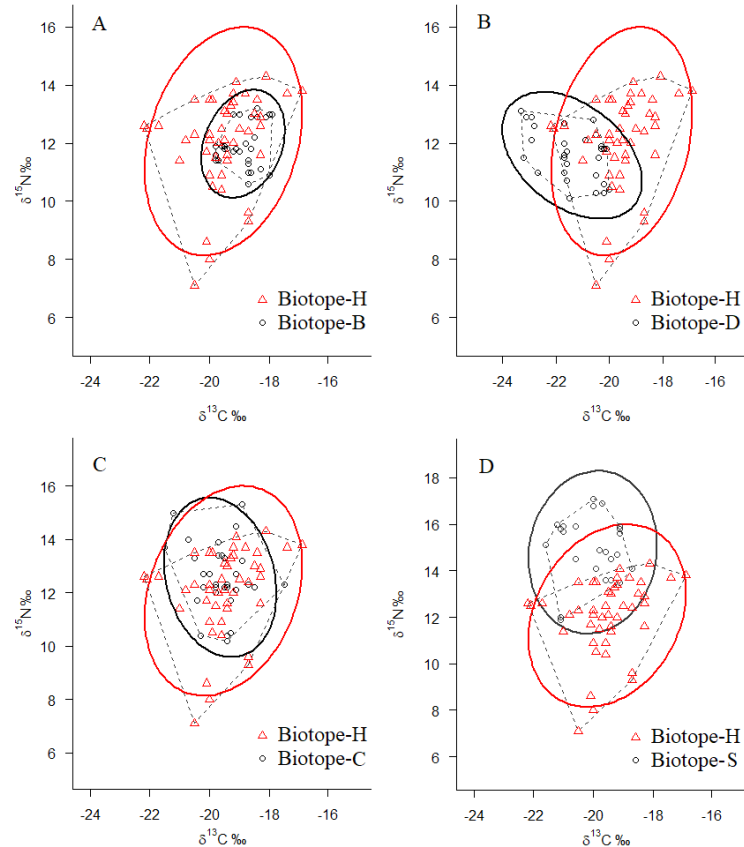 A
16
14
12
10
8
6
δ¹⁵N ‰
Biotope-H
Biotope-B
-24 -22 -20 -18 -16
δ¹³C ‰
B
16
14
12
10
8
6
δ¹⁵N ‰
Biotope-H
Biotope-D
-24 -22 -20 -18 -16
δ¹³C ‰
C
16
14
12
10
8
6
δ¹⁵N ‰
Biotope-H
Biotope-C
-24 -22 -20 -18 -16
δ¹³C ‰
D
18
16
14
12
10
8
6
δ¹⁵N ‰
Biotope-H
Biotope-S
-24 -22 -20 -18 -16
δ¹³C ‰